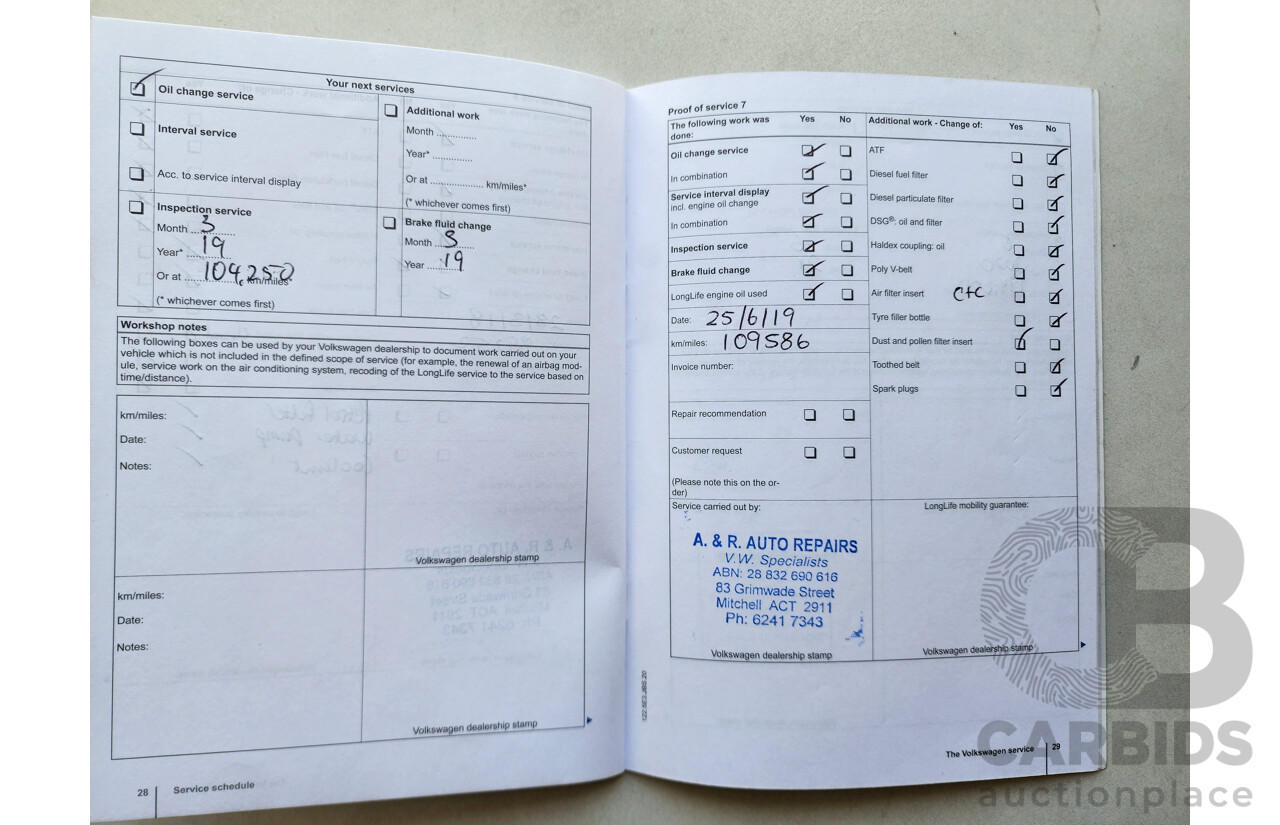 Your next services
Oil change service
Interval service
Acc. to service interval display
Inspection service
Month 3
Year* 19
Or at 104,250 km/miles*
(* whichever comes first)
Additional work
Month ..............
Year* ..............
Or at .................... km/miles*
(* whichever comes first)
Brake fluid change
Month 3
Year 19
Workshop notes
The following boxes can be used by your Volkswagen dealership to document work carried out on your
vehicle which is not included in the defined scope of service (for example, the renewal of an airbag mod-
ule, service work on the air conditioning system, recoding of the LongLife service to the service based on
time/distance).
km/miles:
Date:
Notes:
Volkswagen dealership stamp
km/miles:
Date:
Notes:
Volkswagen dealership stamp
28 Service schedule
Proof of service 7
The following work was done: Yes No
Oil change service
In combination
Service interval display
incl. engine oil change
In combination
Inspection service
Brake fluid change
LongLife engine oil used
Date: 25/6/19
km/miles: 109586
Invoice number:
Repair recommendation
Customer request
(Please note this on the or-
der)
Additional work - Change of: Yes No
ATF
Diesel fuel filter
Diesel particulate filter
DSG®: oil and filter
Haldex coupling: oil
Poly V-belt
Air filter insert C+C
Tyre filler bottle
Dust and pollen filter insert
Toothed belt
Spark plugs
Service carried out by:
A. & R. AUTO REPAIRS
V.W. Specialists
ABN: 28 832 690 616
83 Grimwade Street
Mitchell ACT 2911
Ph: 6241 7343
Volkswagen dealership stamp
LongLife mobility guarantee:
Volkswagen dealership stamp
The Volkswagen service 29
CB
CARBIDS
auctionplace